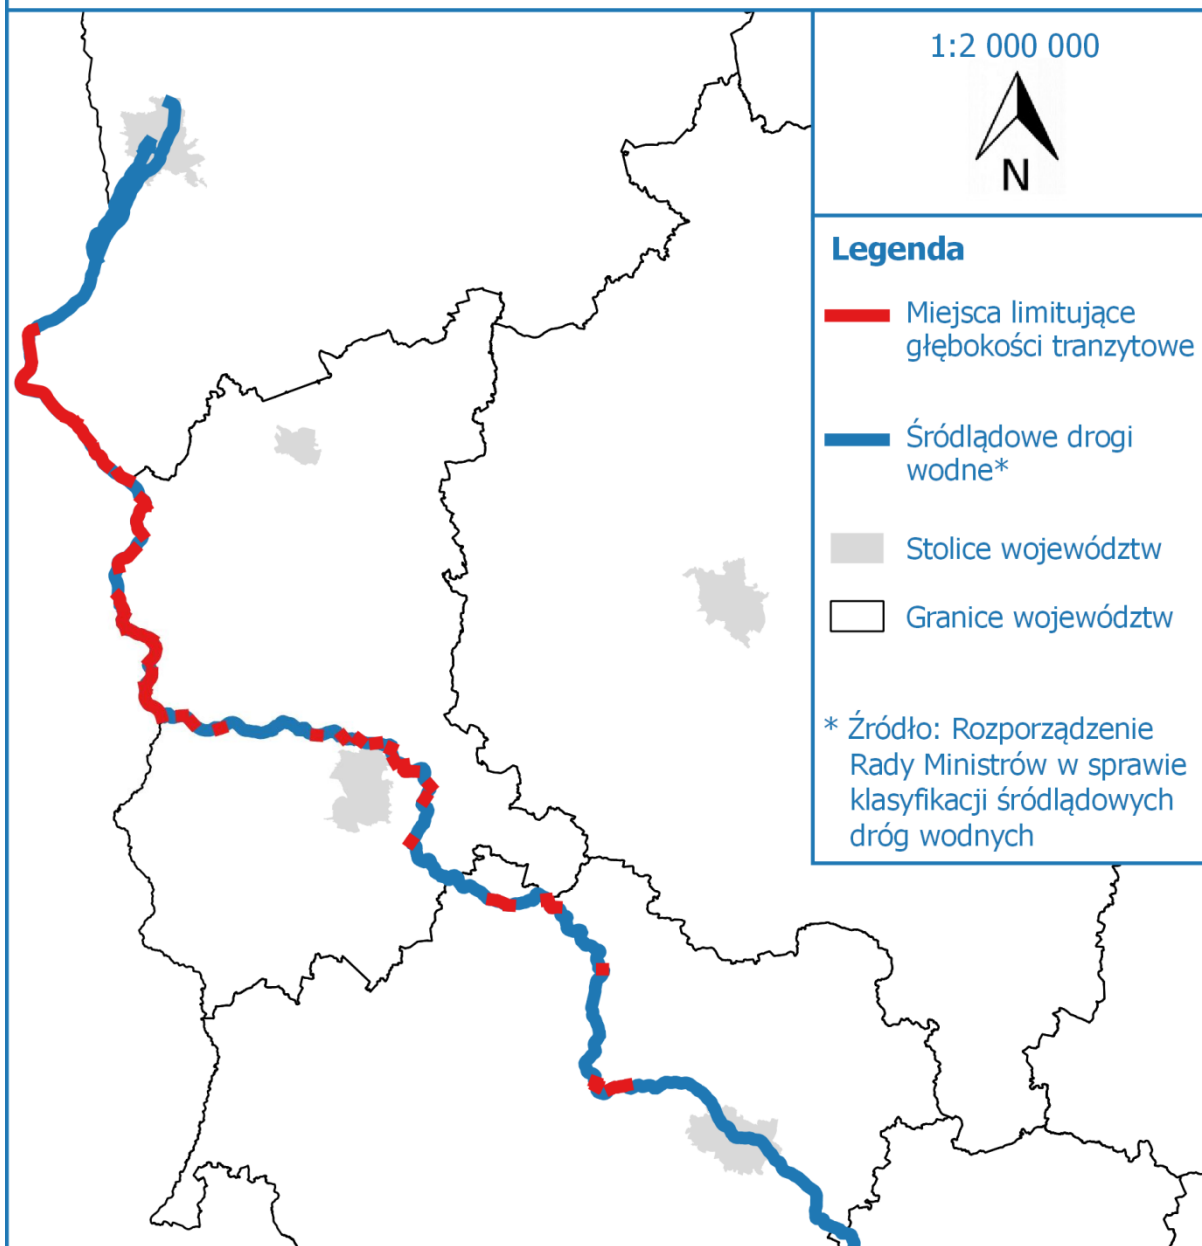 1:2 000 000
N
Legenda
Miejsca limitujące
głębokości tranzytowe
Śródlądowe drogi
wodne*
Stolice województw
Granice województw
* Źródło: Rozporządzenie
Rady Ministrów w sprawie
klasyfikacji śródlądowych
dróg wodnych